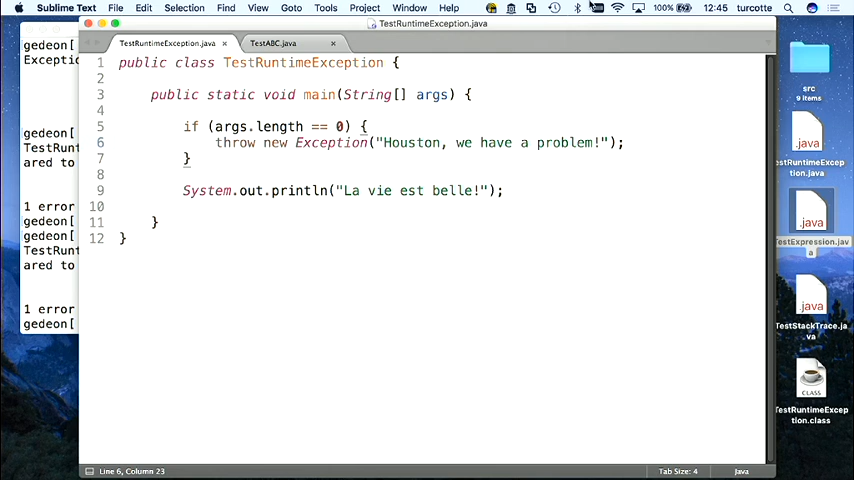 Sublime Text File Edit Selection Find View Goto Tools Project Window Help 100% 12:45 turcotte
TestRuntimeException.java
gedeon[
Exceptio
gedeon[
TestRunt
ared to
1 error
gedeon[
gedeon[
TestRunt
ared to
1 error
gedeon[
TestRuntimeException.java × TestABC.java ×
1 public class TestRuntimeException {
2
3 public static void main(String[] args) {
4
5 if (args.length == 0) {
6 throw new Exception("Houston, we have a problem!");
7 }
8
9 System.out.println("La vie est belle!");
10
11 }
12 }
Line 6, Column 23 Tab Size: 4 Java
src
9 items
.java
TestRuntimeExcep
tion.java
.java
TestExpression.jav
a
.java
TestStackTrace.ja
va
CLASS
TestRuntimeExcep
tion.class